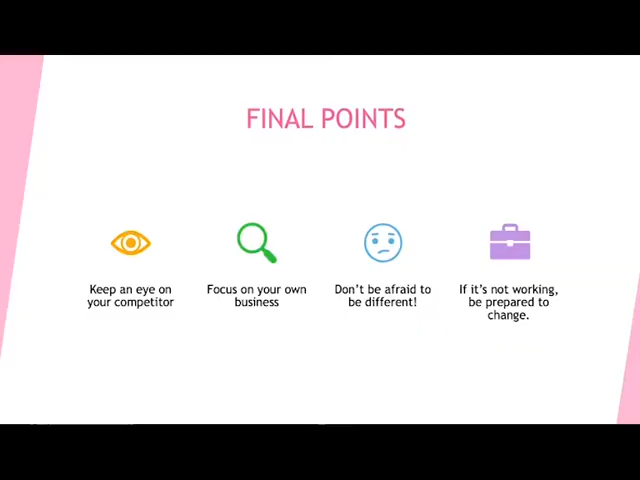 FINAL POINTS
Keep an eye on
your competitor
Focus on your own
business
Don’t be afraid to
be different!
If it’s not working,
be prepared to
change.